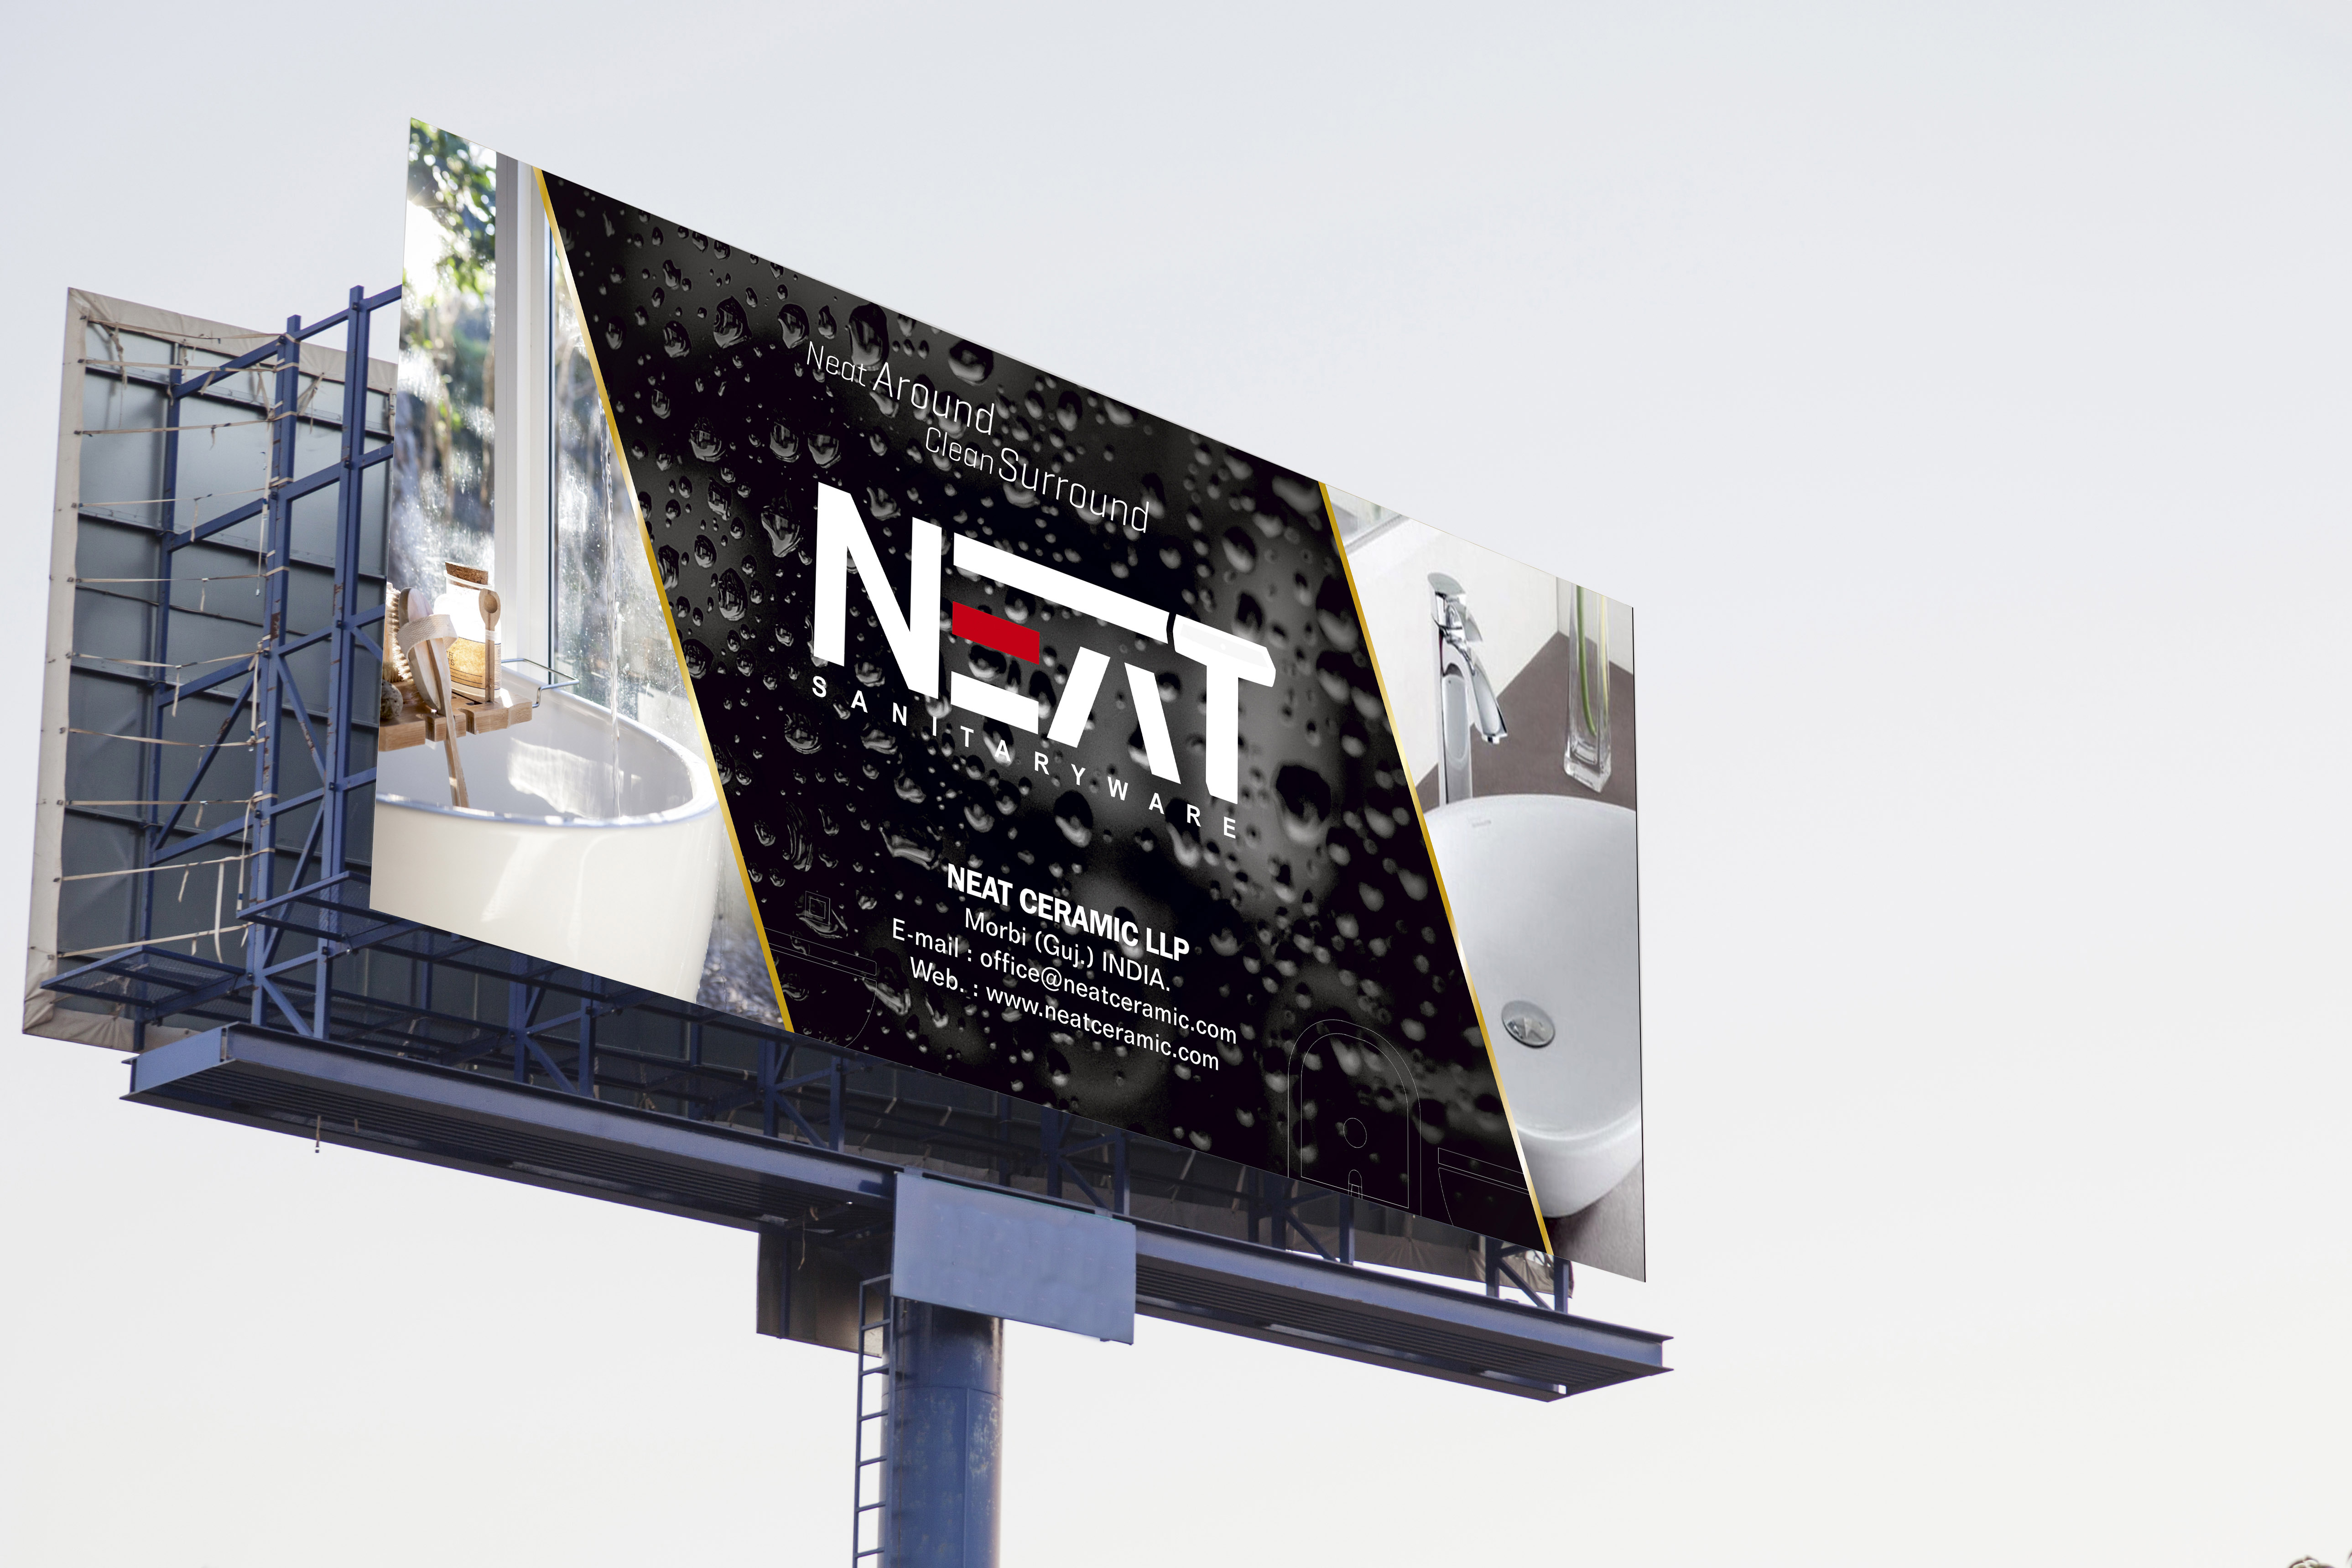 Neat Around
Clean Surround
NEAT
SANITARYWARE
NEAT CERAMIC LLP
Morbi (Guj.) INDIA.
E-mail : office@neatceramic.com
Web. : www.neatceramic.com